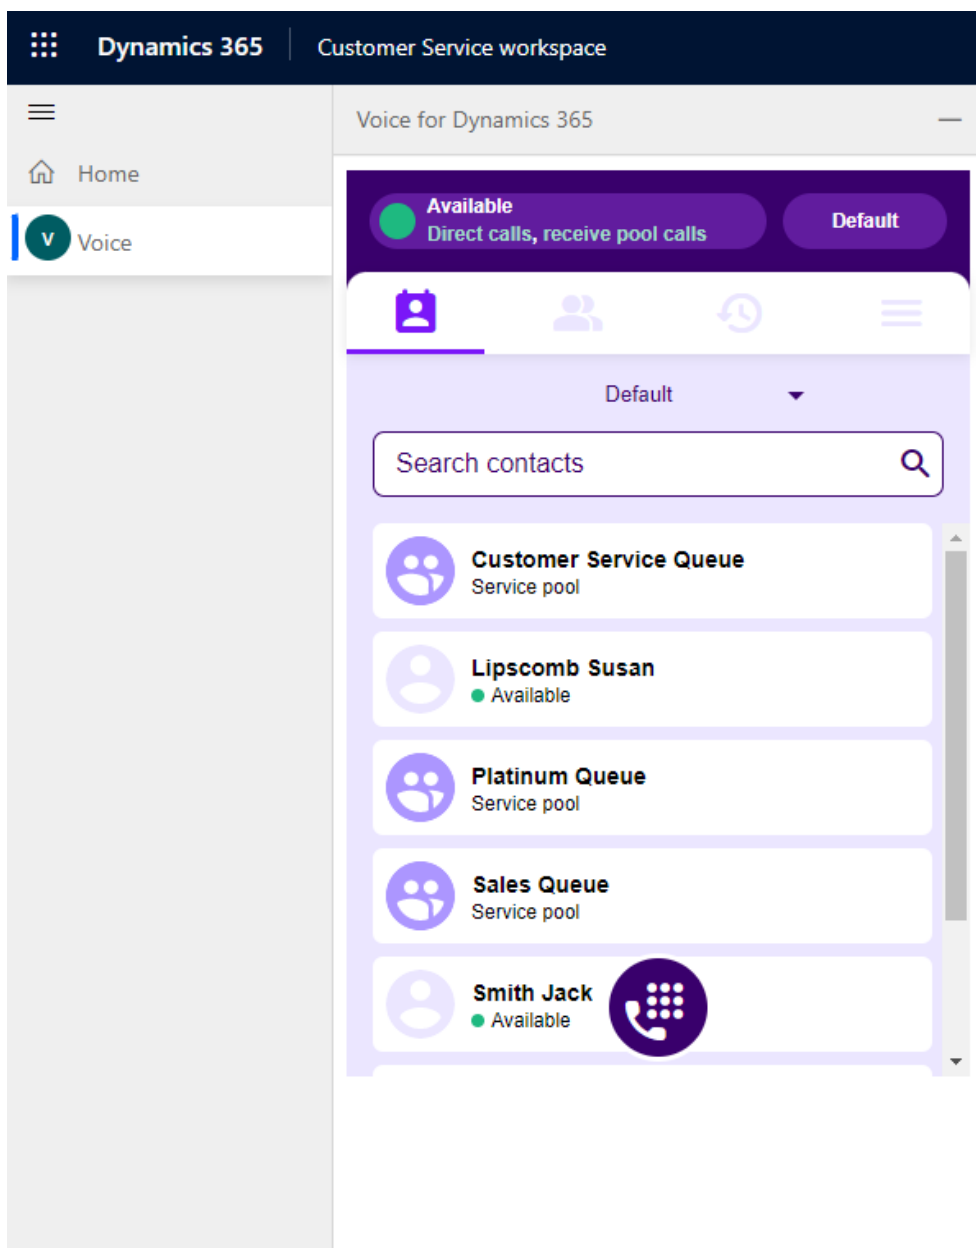 Dynamics 365
Customer Service workspace
Voice for Dynamics 365
Home
V
Voice
Available
Direct calls, receive pool calls
Default
Default
Search contacts
Customer Service Queue
Service pool
Lipscomb Susan
Available
Platinum Queue
Service pool
Sales Queue
Service pool
Smith Jack
Available